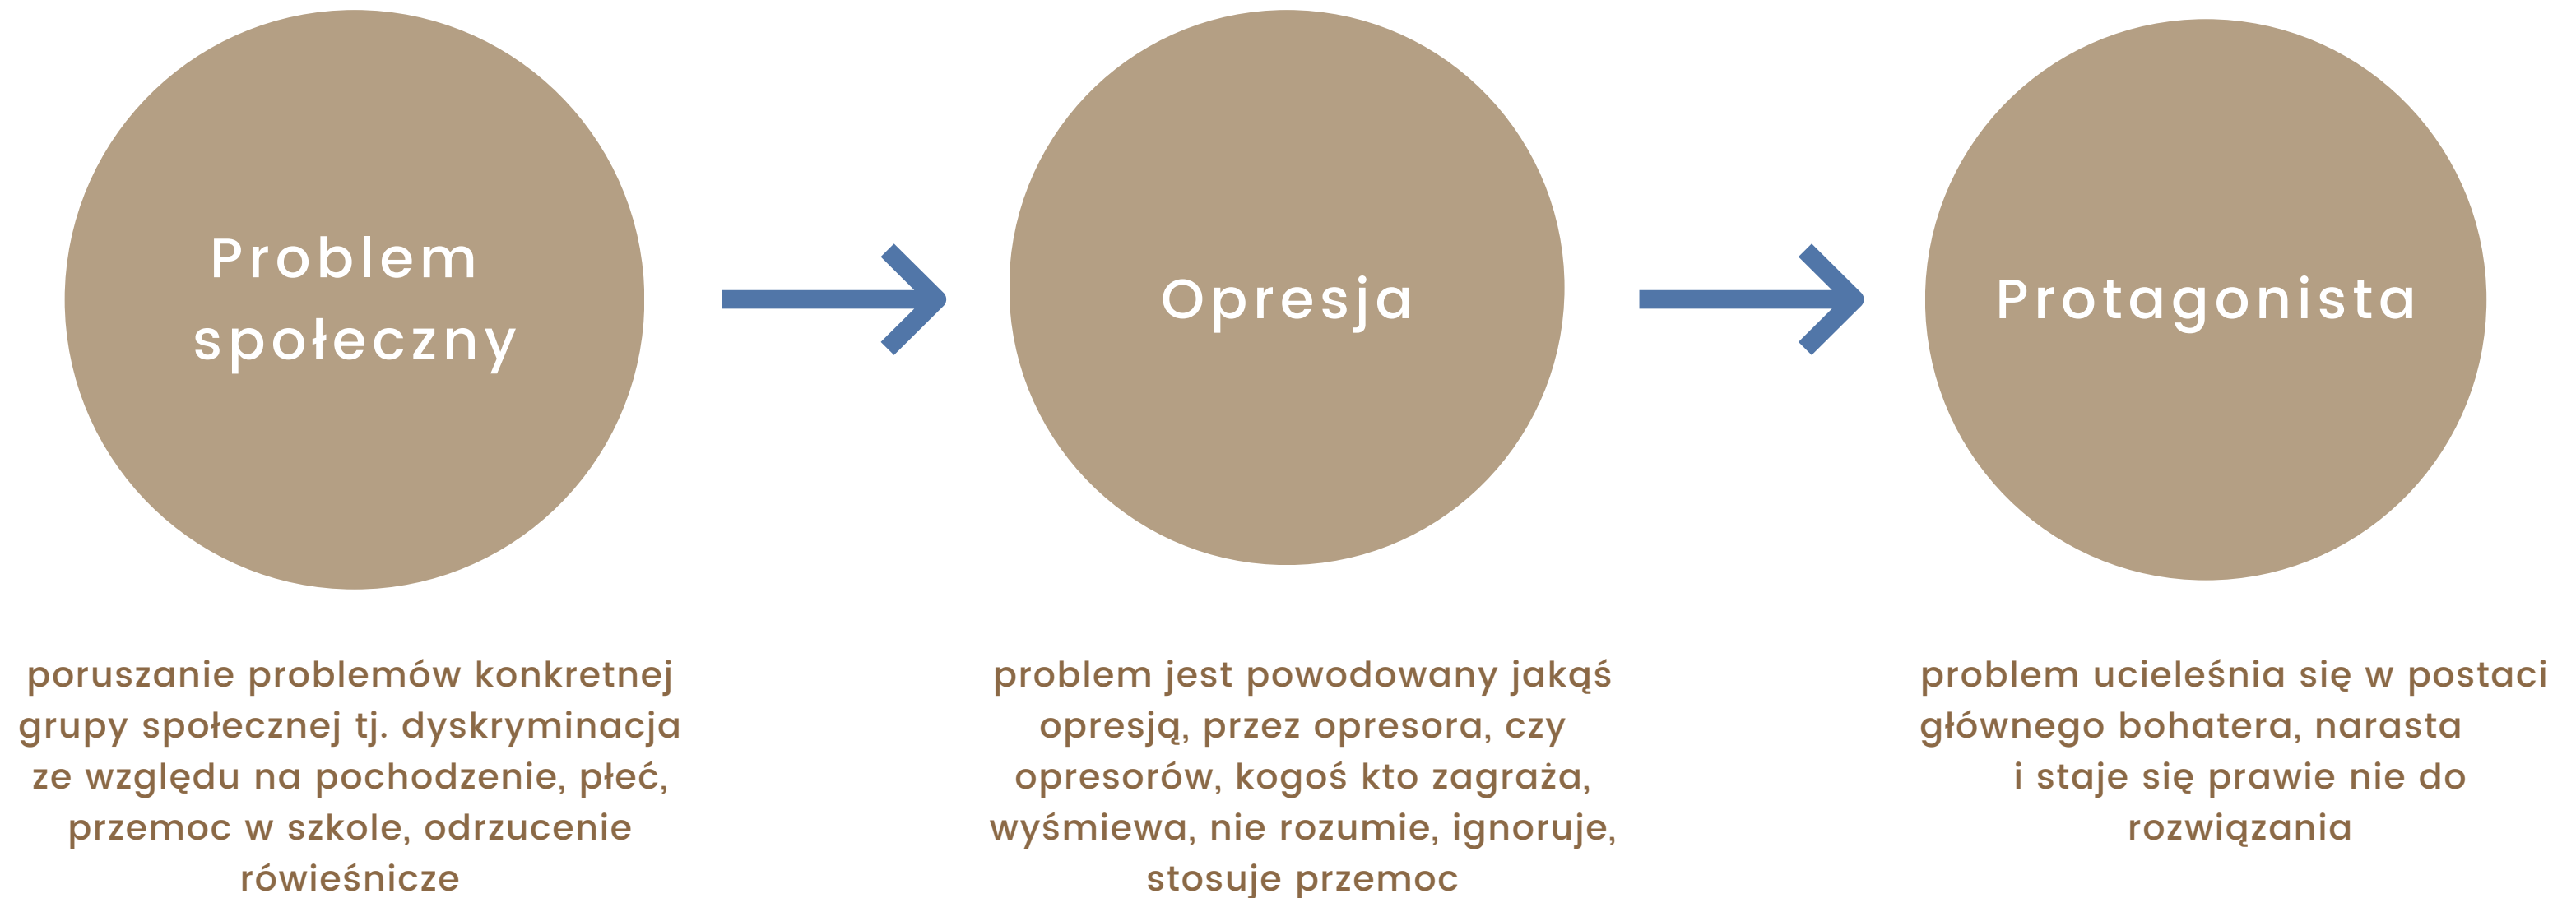 Problem
społeczny
Opresja
Protagonista
poruszanie problemów konkretnej
grupy społecznej tj. dyskryminacja
ze względu na pochodzenie, płeć,
przemoc w szkole, odrzucenie
rówieśnicze
problem jest powodowany jakąś
opresją, przez opresora, czy
opresorów, kogoś kto zagraża,
wyśmiewa, nie rozumie, ignoruje,
stosuje przemoc
problem ucieleśnia się w postaci
głównego bohatera, narasta
i staje się prawie nie do
rozwiązania